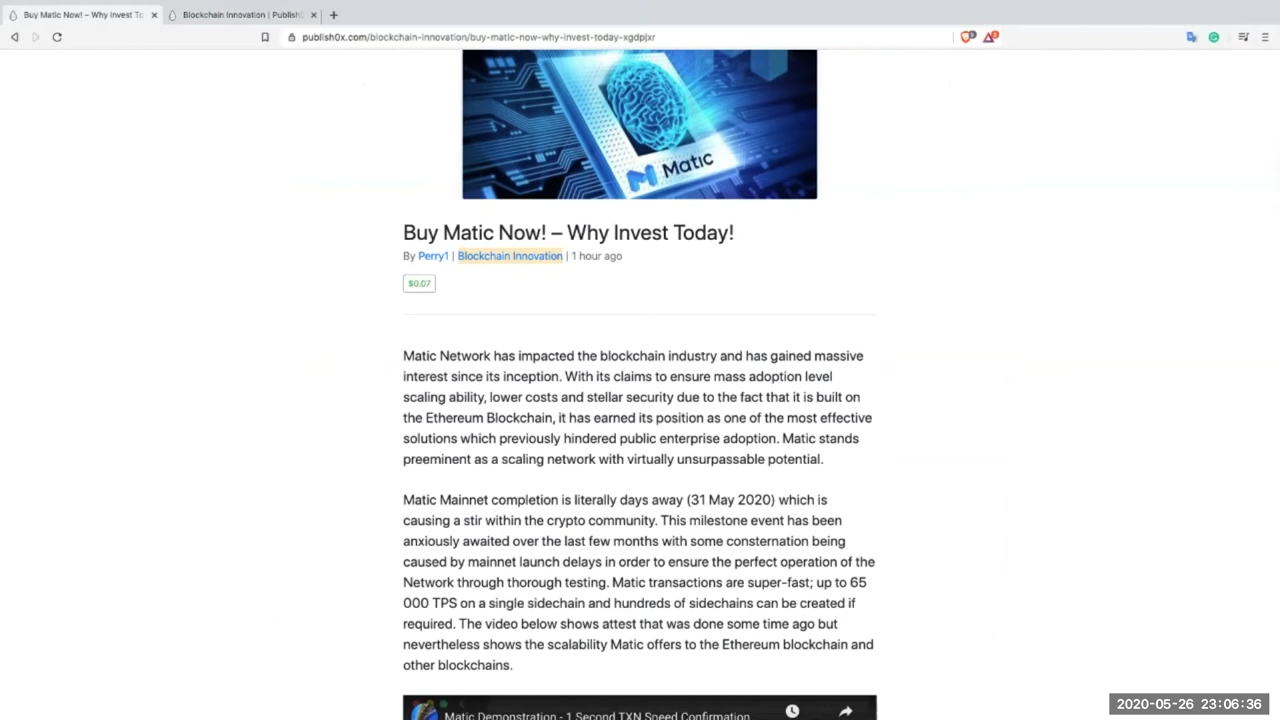 Buy Matic Now! – Why Invest To
Blockchain Innovation | Publish0
publish0x.com/blockchain-innovation/buy-matic-now-why-invest-today-xgdpjxr
Matic
Buy Matic Now! – Why Invest Today!
By Perry1 | Blockchain Innovation | 1 hour ago
$0.07
Matic Network has impacted the blockchain industry and has gained massive
interest since its inception. With its claims to ensure mass adoption level
scaling ability, lower costs and stellar security due to the fact that it is built on
the Ethereum Blockchain, it has earned its position as one of the most effective
solutions which previously hindered public enterprise adoption. Matic stands
preeminent as a scaling network with virtually unsurpassable potential.
Matic Mainnet completion is literally days away (31 May 2020) which is
causing a stir within the crypto community. This milestone event has been
anxiously awaited over the last few months with some consternation being
caused by mainnet launch delays in order to ensure the perfect operation of the
Network through thorough testing. Matic transactions are super-fast; up to 65
000 TPS on a single sidechain and hundreds of sidechains can be created if
required. The video below shows attest that was done some time ago but
nevertheless shows the scalability Matic offers to the Ethereum blockchain and
other blockchains.
Matic Demonstration - 1 Second TXN Speed Confirmation
2020-05-26 23:06:36